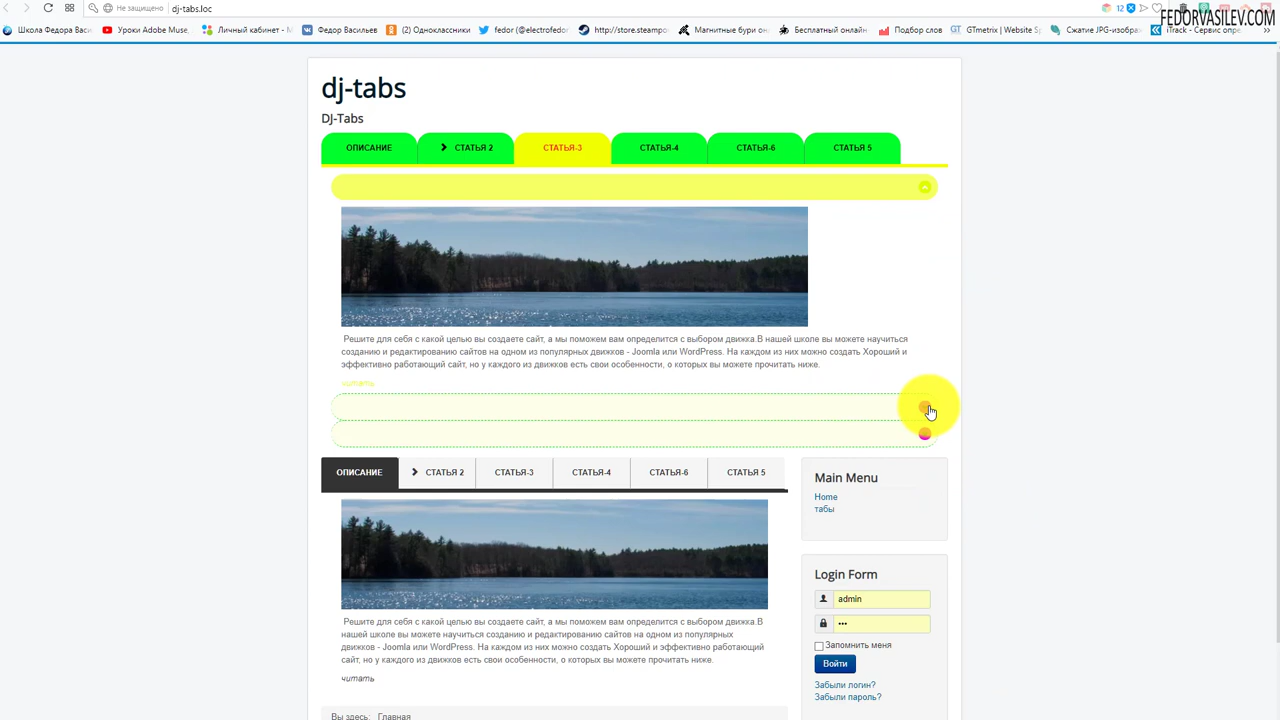 Не защищено dj-tabs.loc 12
FEDORVASILEV.COM
Школа Федора Васи. Уроки Adobe Muse, Личный кабинет - М Федор Васильев (2) Одноклассники fedor (@electrofedor http://store.steampo Магнитные бури он. Бесплатный онлайн Подбор слов GTmetrix | Website Sp Сжатие JPG-изображ iTrack - Сервис опре. »
dj-tabs
DJ-Tabs
ОПИСАНИЕ СТАТЬЯ 2 СТАТЬЯ-3 СТАТЬЯ-4 СТАТЬЯ-6 СТАТЬЯ 5
Решите для себя с какой целью вы создаете сайт, а мы поможем вам определится с выбором движка.В нашей школе вы можете научиться
созданию и редактированию сайтов на одном из популярных движков - Joomla или WordPress. На каждом из них можно создать Хороший и
эффективно работающий сайт, но у каждого из движков есть свои особенности, о которых вы можете прочитать ниже.
читать
ОПИСАНИЕ СТАТЬЯ 2 СТАТЬЯ-3 СТАТЬЯ-4 СТАТЬЯ-6 СТАТЬЯ 5
Решите для себя с какой целью вы создаете сайт, а мы поможем вам определится с выбором движка.В
нашей школе вы можете научиться созданию и редактированию сайтов на одном из популярных
движков - Joomla или WordPress. На каждом из них можно создать Хороший и эффективно работающий
сайт, но у каждого из движков есть свои особенности, о которых вы можете прочитать ниже.
читать
Вы здесь: Главная
Main Menu
Home
табы
Login Form
admin
•••
Запомнить меня
Войти
Забыли логин?
Забыли пароль?